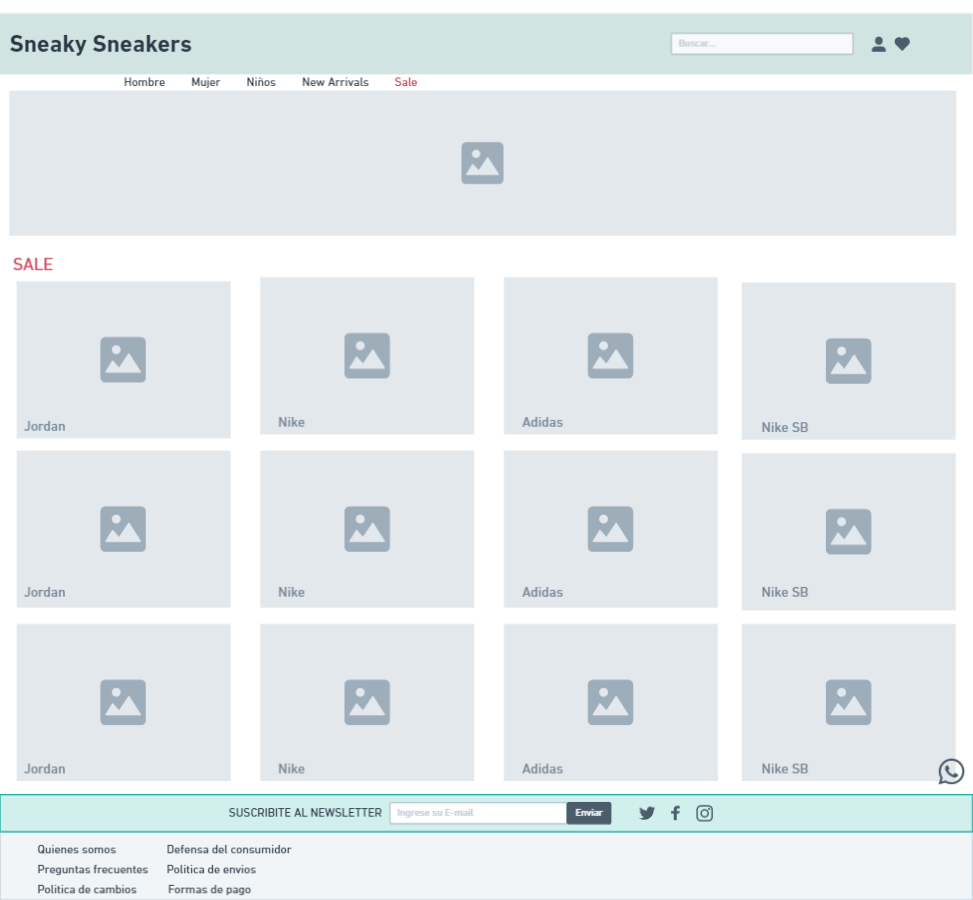 Sneaky Sneakers
Buscar...
Hombre Mujer Niños New Arrivals Sale
SALE
Jordan Nike Adidas Nike SB
Jordan Nike Adidas Nike SB
Jordan Nike Adidas Nike SB
SUSCRIBITE AL NEWSLETTER Ingrese su E-mail Enviar
Quienes somos Defensa del consumidor
Preguntas frecuentes Politica de envios
Politica de cambios Formas de pago